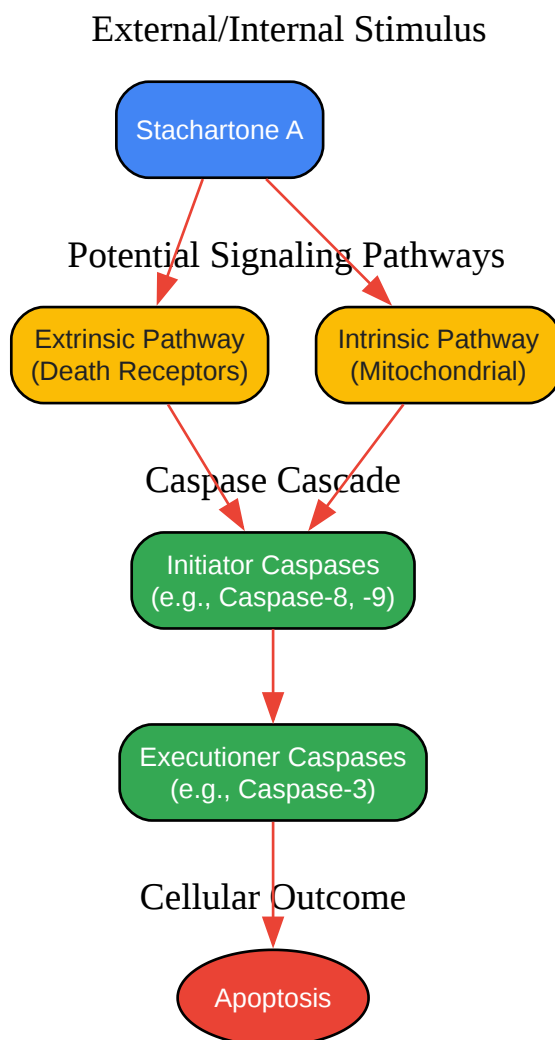 External/Internal Stimulus
Stachartone A
Potential Signaling Pathways
Extrinsic Pathway
(Death Receptors)
Intrinsic Pathway
(Mitochondrial)
Caspase Cascade
Initiator Caspases
(e.g., Caspase-8, -9)
Executioner Caspases
(e.g., Caspase-3)
Cellular Outcome
Apoptosis